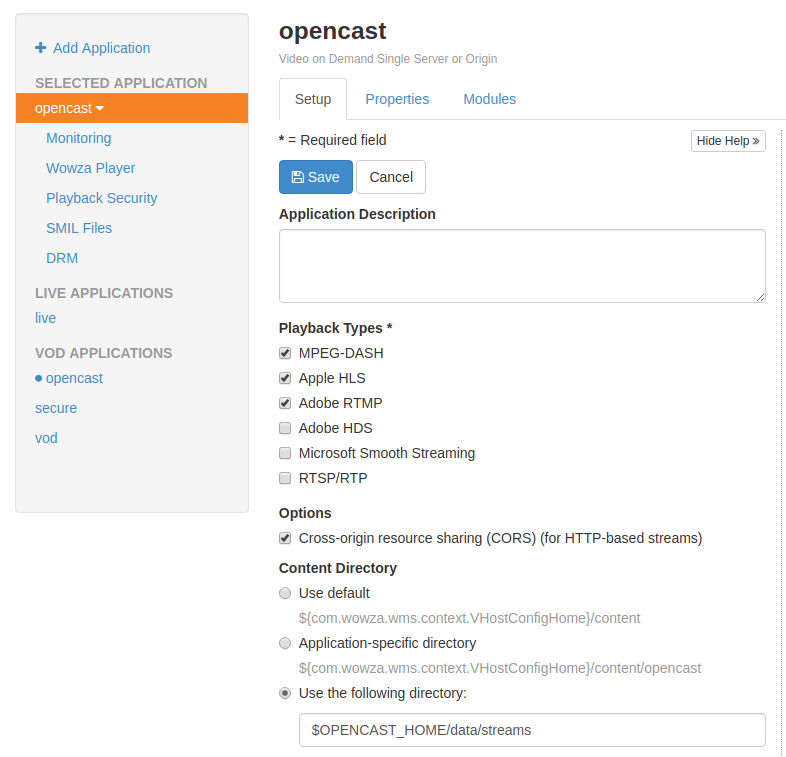 Add Application
SELECTED APPLICATION
opencast
Monitoring
Wowza Player
Playback Security
SMIL Files
DRM
LIVE APPLICATIONS
live
VOD APPLICATIONS
opencast
secure
vod
opencast
Video on Demand Single Server or Origin
Setup Properties Modules
* = Required field Hide Help »
Save Cancel
Application Description
Playback Types *
MPEG-DASH
Apple HLS
Adobe RTMP
Adobe HDS
Microsoft Smooth Streaming
RTSP/RTP
Options
Cross-origin resource sharing (CORS) (for HTTP-based streams)
Content Directory
Use default
${com.wowza.wms.context.VHostConfigHome}/content
Application-specific directory
${com.wowza.wms.context.VHostConfigHome}/content/opencast
Use the following directory:
$OPENCAST_HOME/data/streams